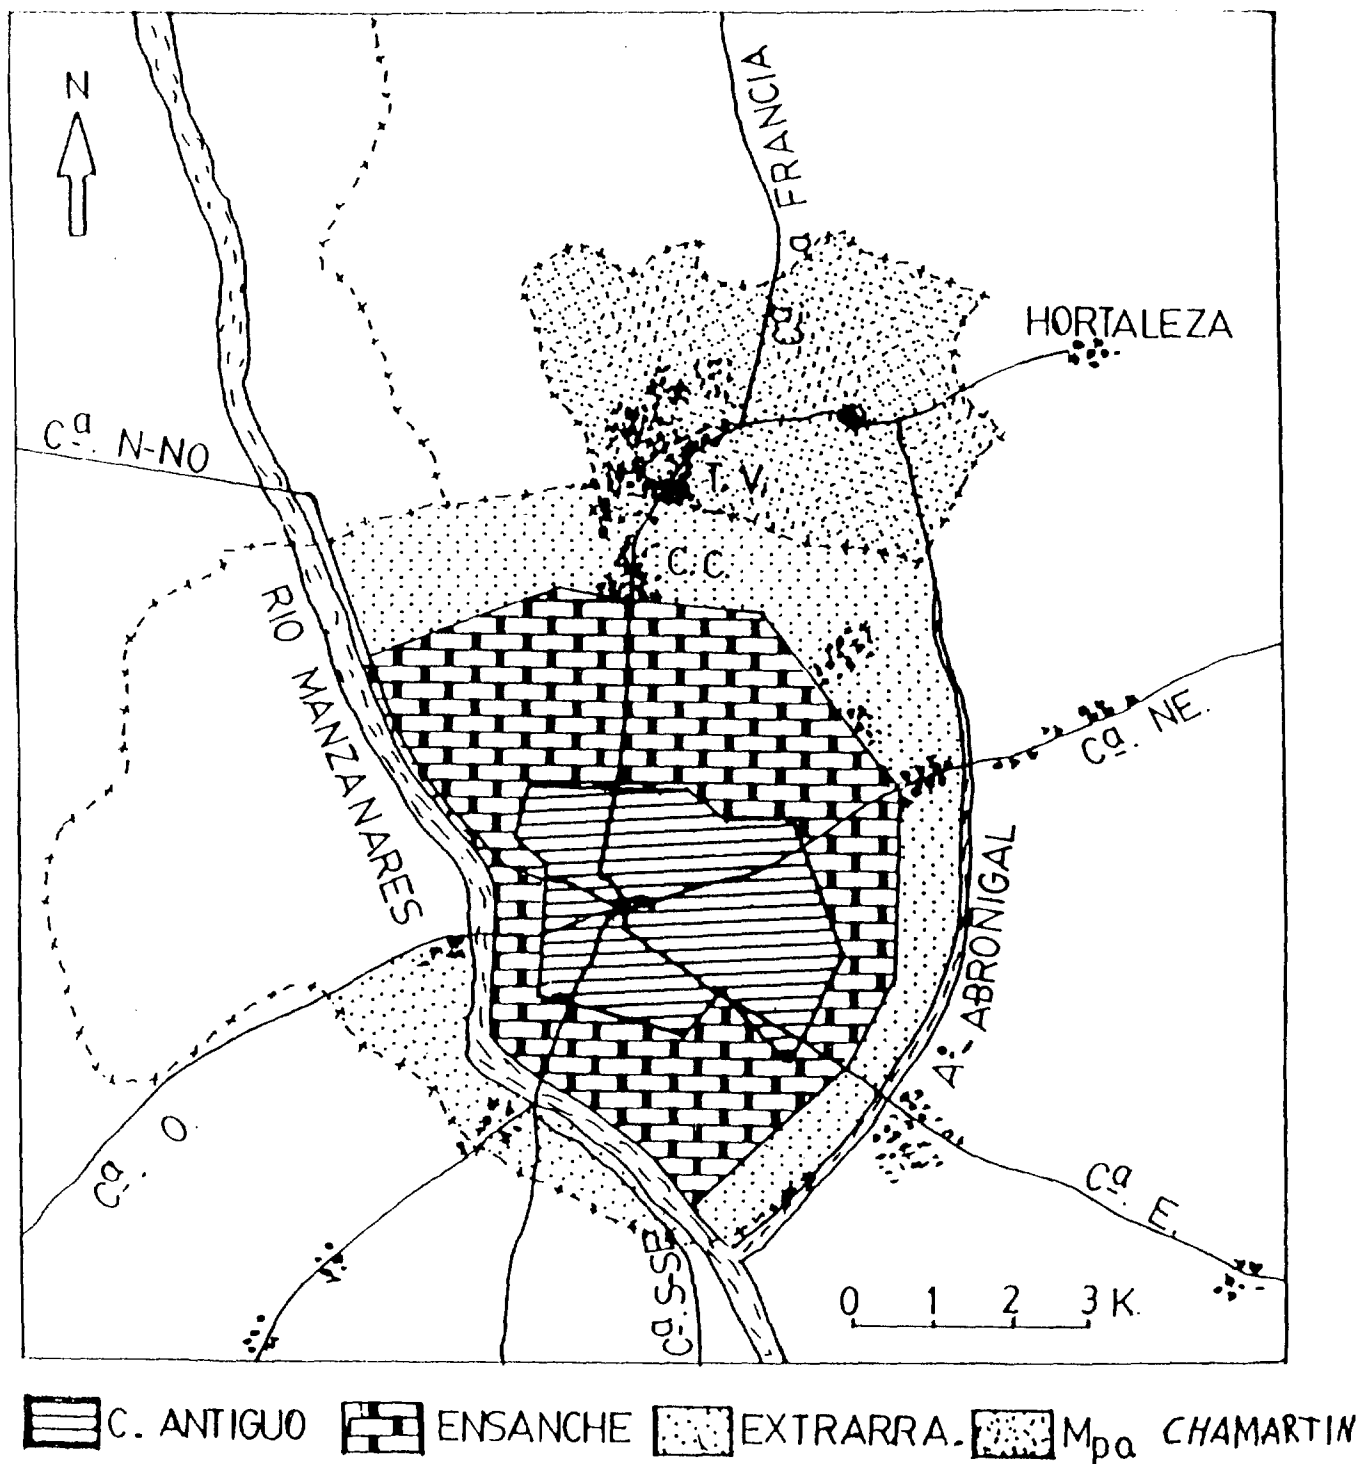 N
Cª a FRANCIA
HORTALEZA
Cª. N-NO
T.V.
C.C.
RIO MANZANARES
Cª. NE.
Aº.-ABRONIGAL
Cª. O.
Cª. E.
Cª. S-SE
0 1 2 3 K.
C. ANTIGUO ENSANCHE EXTRARRA. Mpa CHAMARTIN